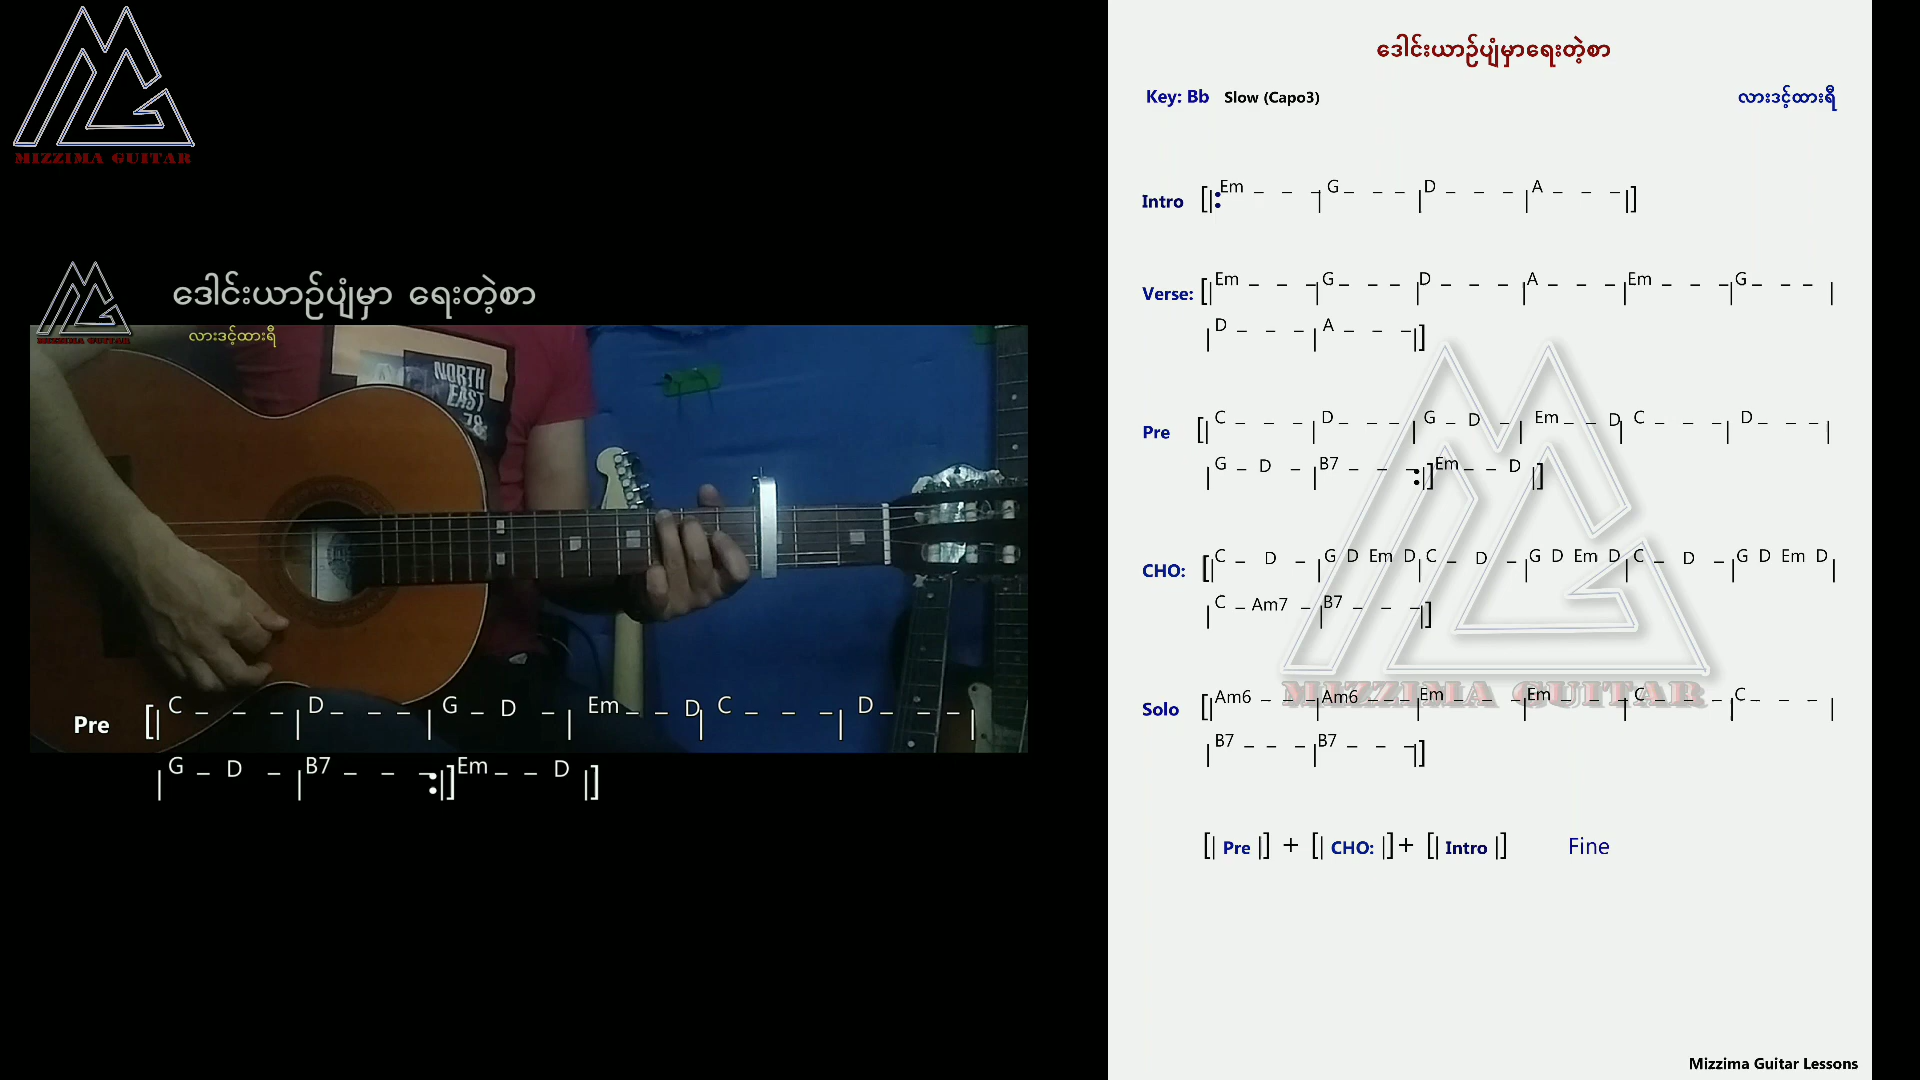 MIZZIMA GUITAR
ဒေါင်းယာဉ်ပျံမှာ ရေးတဲ့စာ
လားဒင့်ထားရီ
NORTH
EAST
78
Pre [| C _ _ _ | D _ _ _ | G _ D _ | Em _ _ D | C _ _ _ | D _ _ _ |
| G _ D _ | B7 _ _ _ :|] Em _ _ D |]
ဒေါင်းယာဉ်ပျံမှာရေးတဲ့စာ
Key: Bb Slow (Capo3) လားဒင့်ထားရီ
Intro [|: Em _ _ _ | G _ _ _ | D _ _ _ | A _ _ _ |]
Verse: [| Em _ _ _ | G _ _ _ | D _ _ _ | A _ _ _ | Em _ _ _ | G _ _ _ |
| D _ _ _ | A _ _ _ |]
Pre [| C _ _ _ | D _ _ _ | G _ D _ | Em _ _ D | C _ _ _ | D _ _ _ |
| G _ D _ | B7 _ _ _ :|] Em _ _ D |]
CHO: [| C _ D _ | G D Em D | C _ D _ | G D Em D | C _ D _ | G D Em D |
| C _ Am7 _ | B7 _ _ _ |]
MIZZIMA GUITAR
Solo [| Am6 _ _ _ | Am6 _ _ _ | Em _ _ _ | Em _ _ _ | C _ _ _ | C _ _ _ |
| B7 _ _ _ | B7 _ _ _ |]
[| Pre |] + [| CHO: |] + [| Intro |] Fine
Mizzima Guitar Lessons